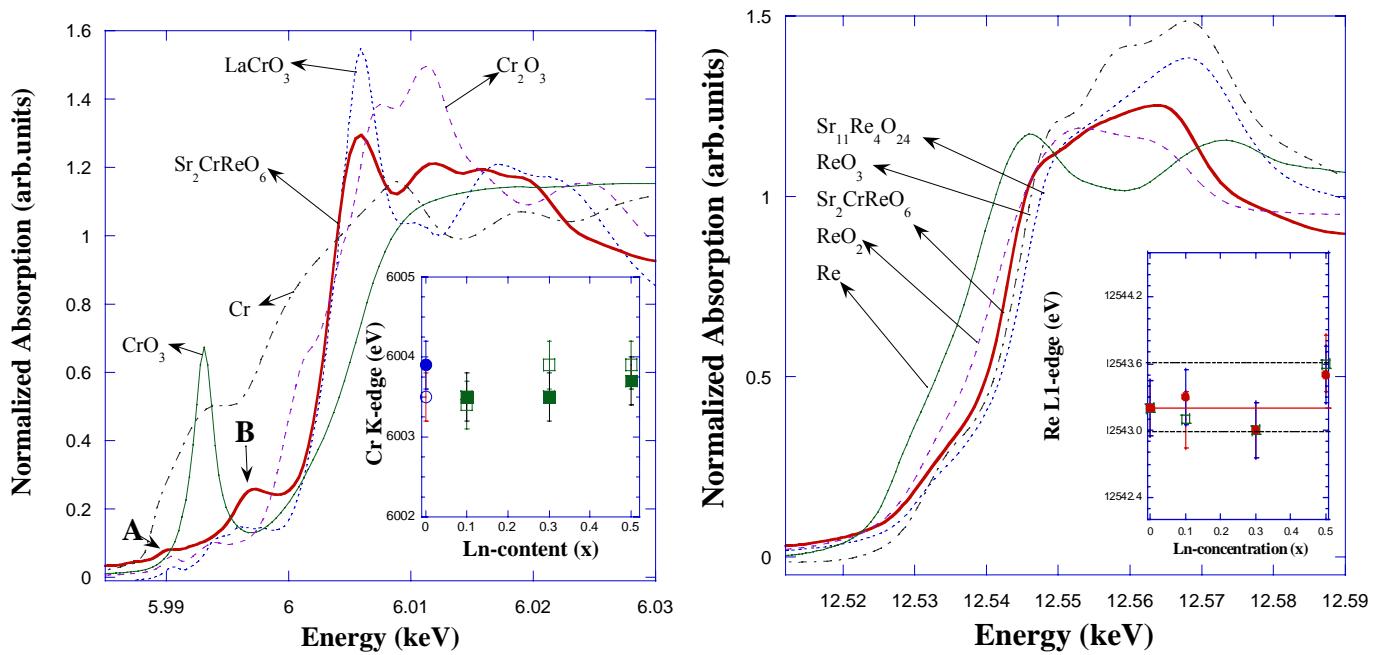 Normalized Absorption (arb.units)
1.6
1.4
1.2
1
0.8
0.6
0.4
0.2
0
LaCrO3
Cr2O3
Sr2CrReO6
Cr
CrO3
B
A
Cr K-edge (eV)
6005
6004
6003
6002
0 0.1 0.2 0.3 0.4 0.5
Ln-content (x)
5.99 6 6.01 6.02 6.03
Energy (keV)
Normalized Absorption (arb.units)
1.5
1
0.5
0
Sr11Re4O24
ReO3
Sr2CrReO6
ReO2
Re
Re L1-edge (eV)
12544.2
12543.6
12543.0
12542.4
0 0.1 0.2 0.3 0.4 0.5
Ln-concentration (x)
12.52 12.53 12.54 12.55 12.56 12.57 12.58 12.59
Energy (keV)